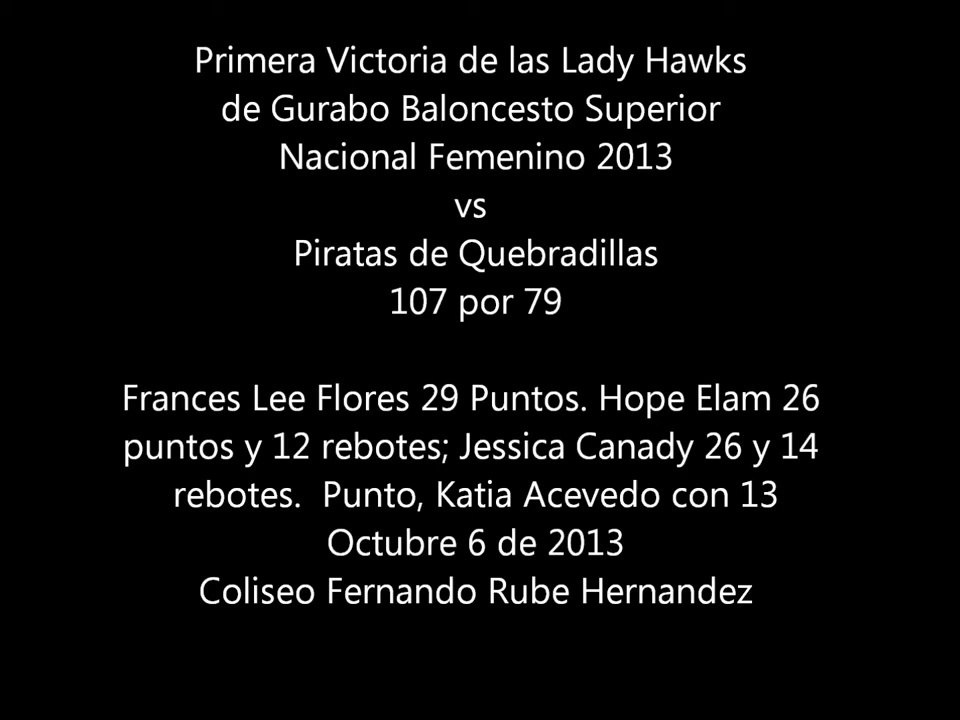 Primera Victoria de las Lady Hawks
de Gurabo Baloncesto Superior
Nacional Femenino 2013
vs
Piratas de Quebradillas
107 por 79
Frances Lee Flores 29 Puntos. Hope Elam 26
puntos y 12 rebotes; Jessica Canady 26 y 14
rebotes.  Punto, Katia Acevedo con 13
Octubre 6 de 2013
Coliseo Fernando Rube Hernandez